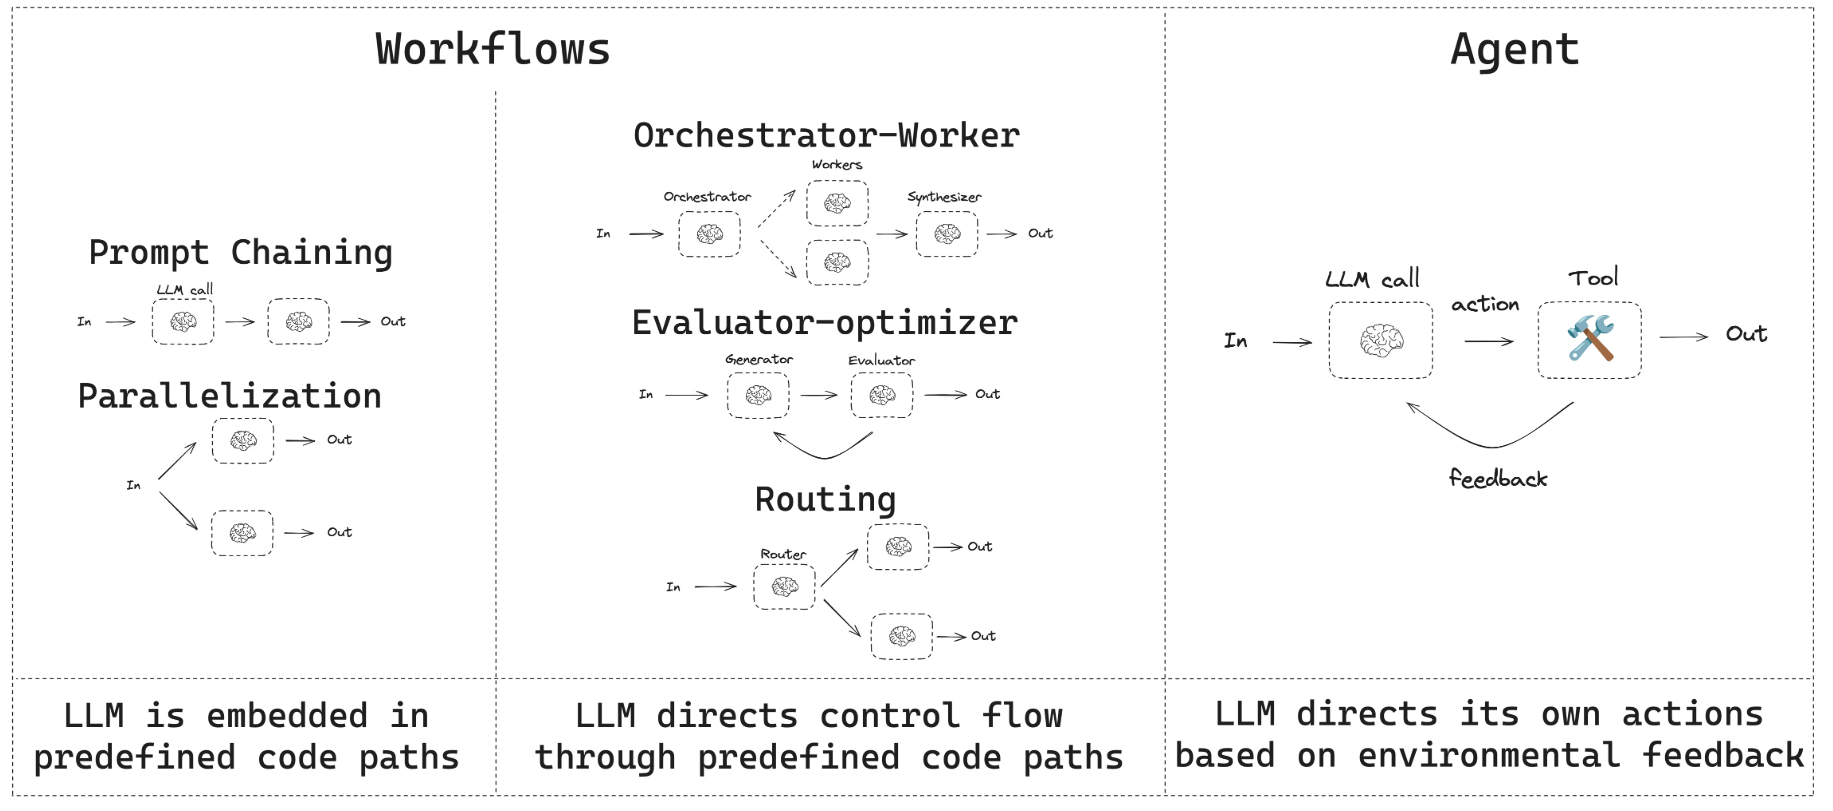 Workflows
Prompt Chaining
LLM call
In
Out
Parallelization
In
Out
Out
LLM is embedded in
predefined code paths
Orchestrator-Worker
Workers
Orchestrator
Synthesizer
In
Out
Evaluator-optimizer
Generator
Evaluator
In
Out
Routing
Router
In
Out
Out
LLM directs control flow
through predefined code paths
Agent
LLM call
Tool
action
In
Out
feedback
LLM directs its own actions
based on environmental feedback